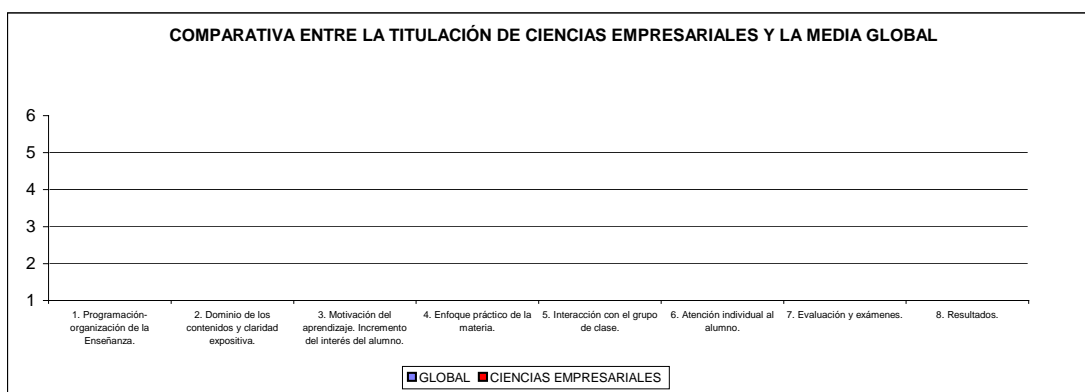 COMPARATIVA ENTRE LA TITULACIÓN DE CIENCIAS EMPRESARIALES Y LA MEDIA GLOBAL
6
5
4
3
2
1
1. Programación-
organización de la
Enseñanza.
2. Dominio de los
contenidos y claridad
expositiva.
3. Motivación del
aprendizaje. Incremento
del interés del alumno.
4. Enfoque práctico de la
materia.
5. Interacción con el grupo
de clase.
6. Atención individual al
alumno.
7. Evaluación y exámenes.
8. Resultados.
GLOBAL
CIENCIAS EMPRESARIALES